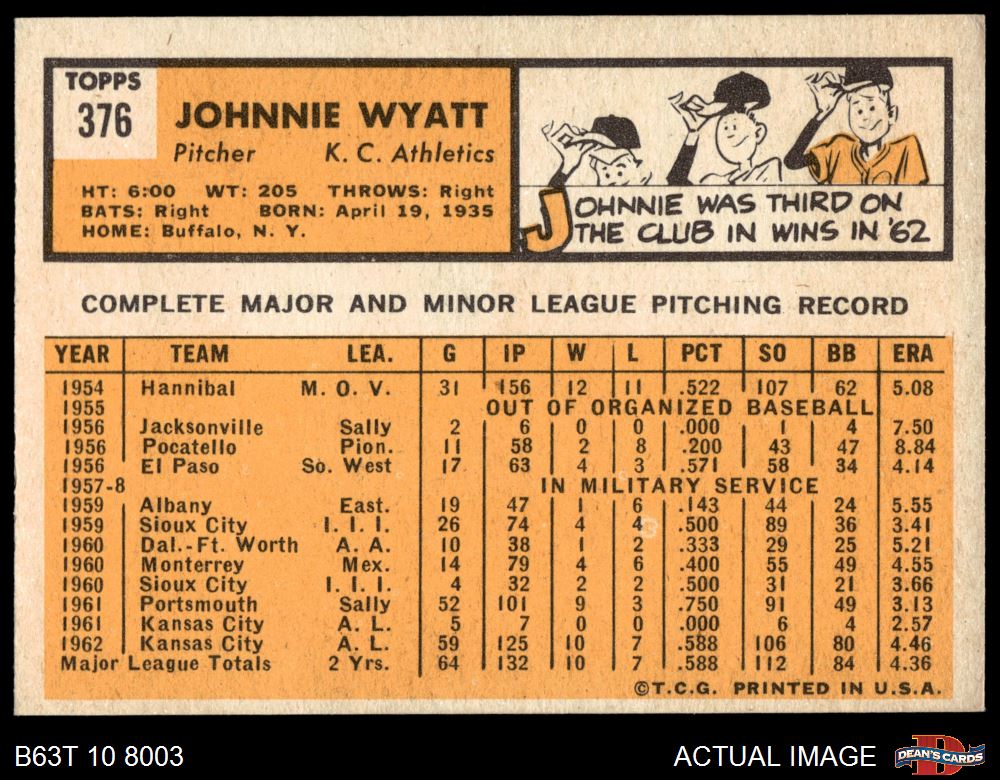 TOPPS
376
JOHNNIE WYATT
Pitcher K. C. Athletics
HT: 6:00 WT: 205 THROWS: Right
BATS: Right BORN: April 19, 1935
HOME: Buffalo, N. Y.
JOHNNIE WAS THIRD ON
THE CLUB IN WINS IN '62
COMPLETE MAJOR AND MINOR LEAGUE PITCHING RECORD
YEAR TEAM LEA. G IP W L PCT SO BB ERA
1954 Hannibal M. O. V. 31 156 12 11 .522 107 62 5.08
1955 OUT OF ORGANIZED BASEBALL
1956 Jacksonville Sally 2 6 0 0 .000 1 4 7.50
1956 Pocatello Pion. 11 58 2 8 .200 43 47 8.84
1956 El Paso So. West 17 63 4 3 .571 58 34 4.14
1957-8 IN MILITARY SERVICE
1959 Albany East. 19 47 1 6 .143 44 24 5.55
1959 Sioux City I. I. I. 26 74 4 4 .500 89 36 3.41
1960 Dal.-Ft. Worth A. A. 10 38 1 2 .333 29 25 5.21
1960 Monterrey Mex. 14 79 4 6 .400 55 49 4.55
1960 Sioux City I. I. I. 4 32 2 2 .500 31 21 3.66
1961 Portsmouth Sally 52 101 9 3 .750 91 49 3.13
1961 Kansas City A. L. 5 7 0 0 .000 6 4 2.57
1962 Kansas City A. L. 59 125 10 7 .588 106 80 4.46
Major League Totals 2 Yrs. 64 132 10 7 .588 112 84 4.36
©T.C.G. PRINTED IN U.S.A.
B63T 10 8003 ACTUAL IMAGE DEAN'S CARDS